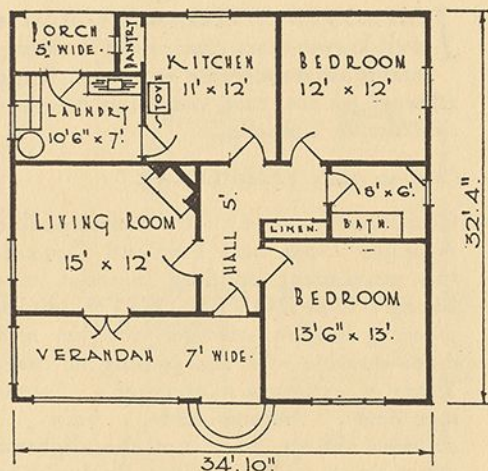 PORCH
5' WIDE.
PANTRY
KITCHEN
11' x 12'
BEDROOM
12' x 12'
STOVE
LAUNDRY
10'6" x 7'.
8' x 6'.
BATH.
LINEN.
LIVING ROOM
15' x 12'
HALL 5'.
BEDROOM
13'6" x 13'.
VERANDAH 7' WIDE.
32'.4"
34'.10"